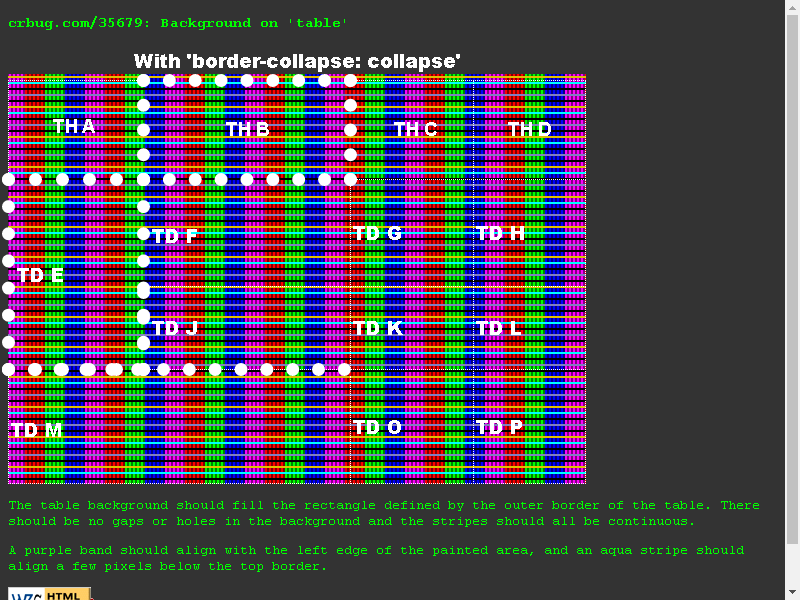 crbug.com/35679: Background on 'table'
With 'border-collapse: collapse'
TH A TH B TH C TH D
TD F TD G TD H
TD E
TD J TD K TD L
TD M TD O TD P
The table background should fill the rectangle defined by the outer border of the table. There
should be no gaps or holes in the background and the stripes should all be continuous.
A purple band should align with the left edge of the painted area, and an aqua stripe should
align a few pixels below the top border.
W3C HTML